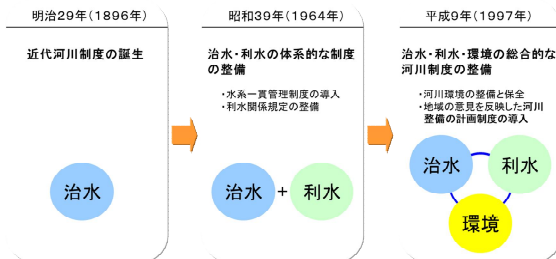 明治29年(1896年)
近代河川制度の誕生
治水
昭和39年(1964年)
治水・利水の体系的な制度
の整備
・水系一貫管理制度の導入
・利水関係規定の整備
治水 + 利水
平成9年(1997年)
治水・利水・環境の総合的な
河川制度の整備
・河川環境の整備と保全
・地域の意見を反映した河川
整備の計画制度の導入
治水 利水
環境